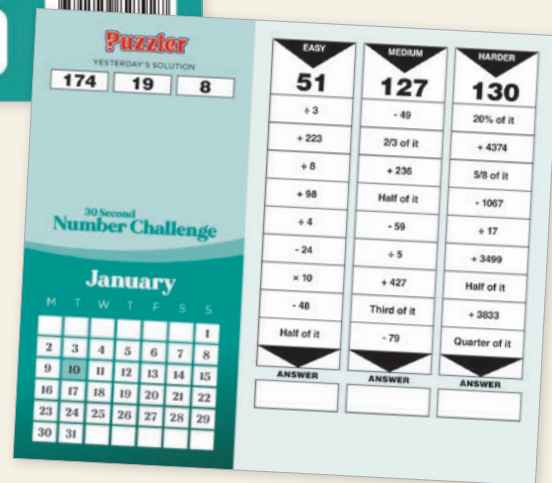 Puzzler
YESTERDAY'S SOLUTION
174 19 8
30 Second
Number Challenge
January
M T W T F S S
1
2 3 4 5 6 7 8
9 10 11 12 13 14 15
16 17 18 19 20 21 22
23 24 25 26 27 28 29
30 31
EASY
51
÷ 3
+ 223
÷ 8
+ 98
÷ 4
- 24
× 10
- 48
Half of it
ANSWER
MEDIUM
127
- 49
2/3 of it
+ 236
Half of it
- 59
÷ 5
+ 427
Third of it
- 79
ANSWER
HARDER
130
20% of it
+ 4374
5/8 of it
- 1067
÷ 17
+ 3499
Half of it
+ 3833
Quarter of it
ANSWER